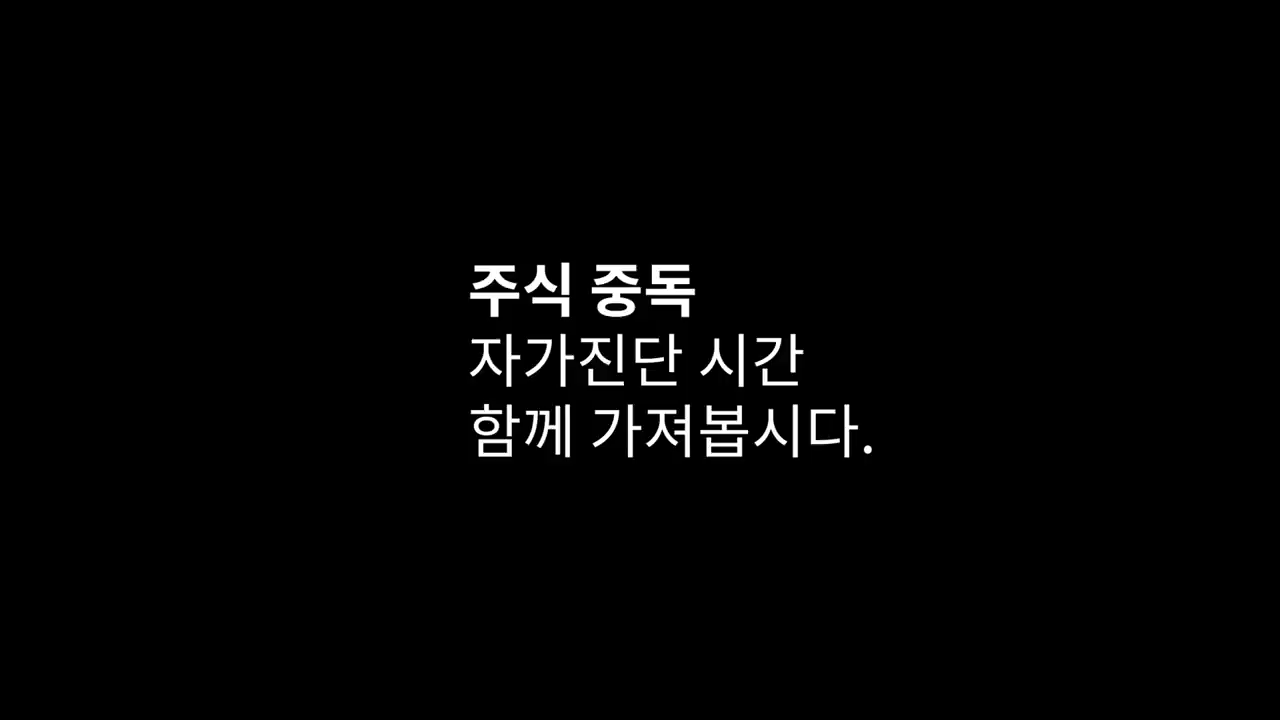 주식 중독
자가진단 시간
함께 가져봅시다.